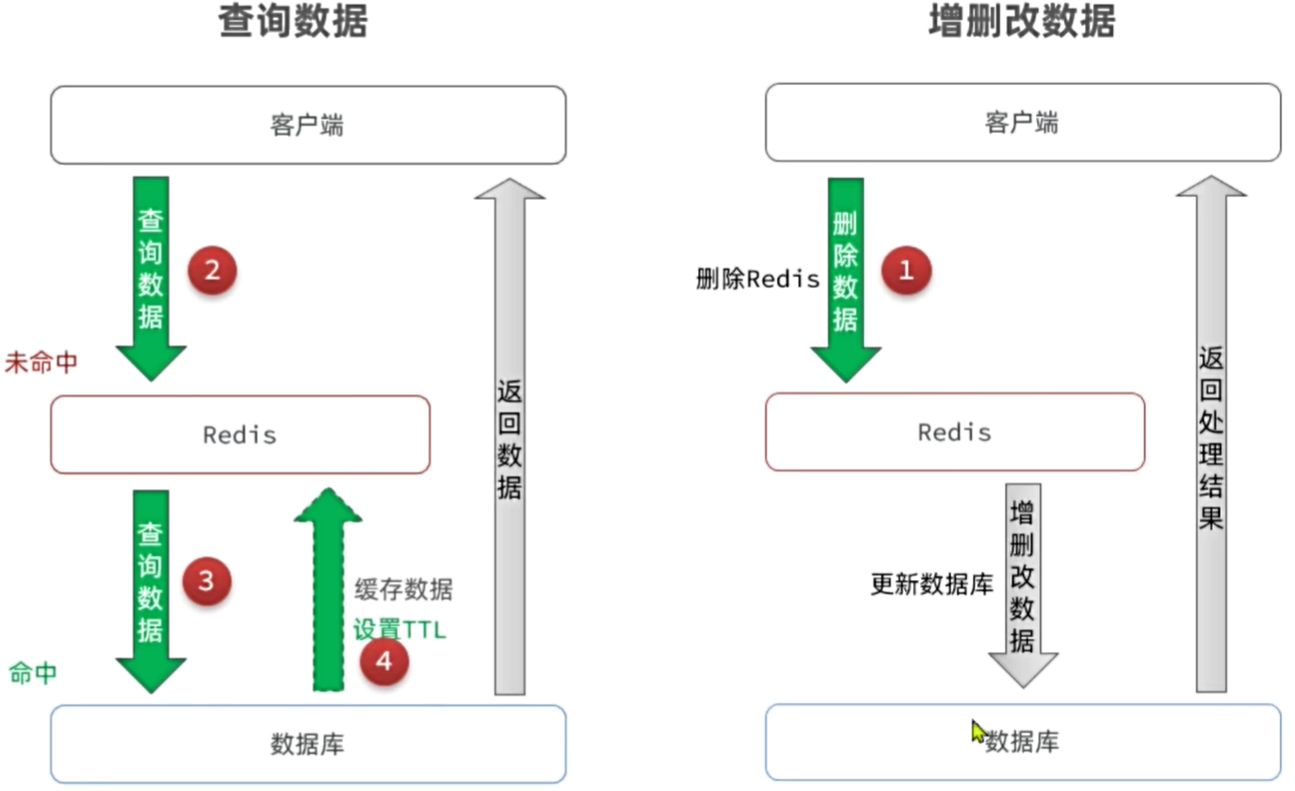 查询数据
客户端
查询数据
2
未命中
Redis
查询数据
3
缓存数据
设置TTL
4
命中
返回数据
数据库
增删改数据
客户端
删除Redis
删除数据
1
Redis
更新数据库
增删改数据
返回处理结果
数据库